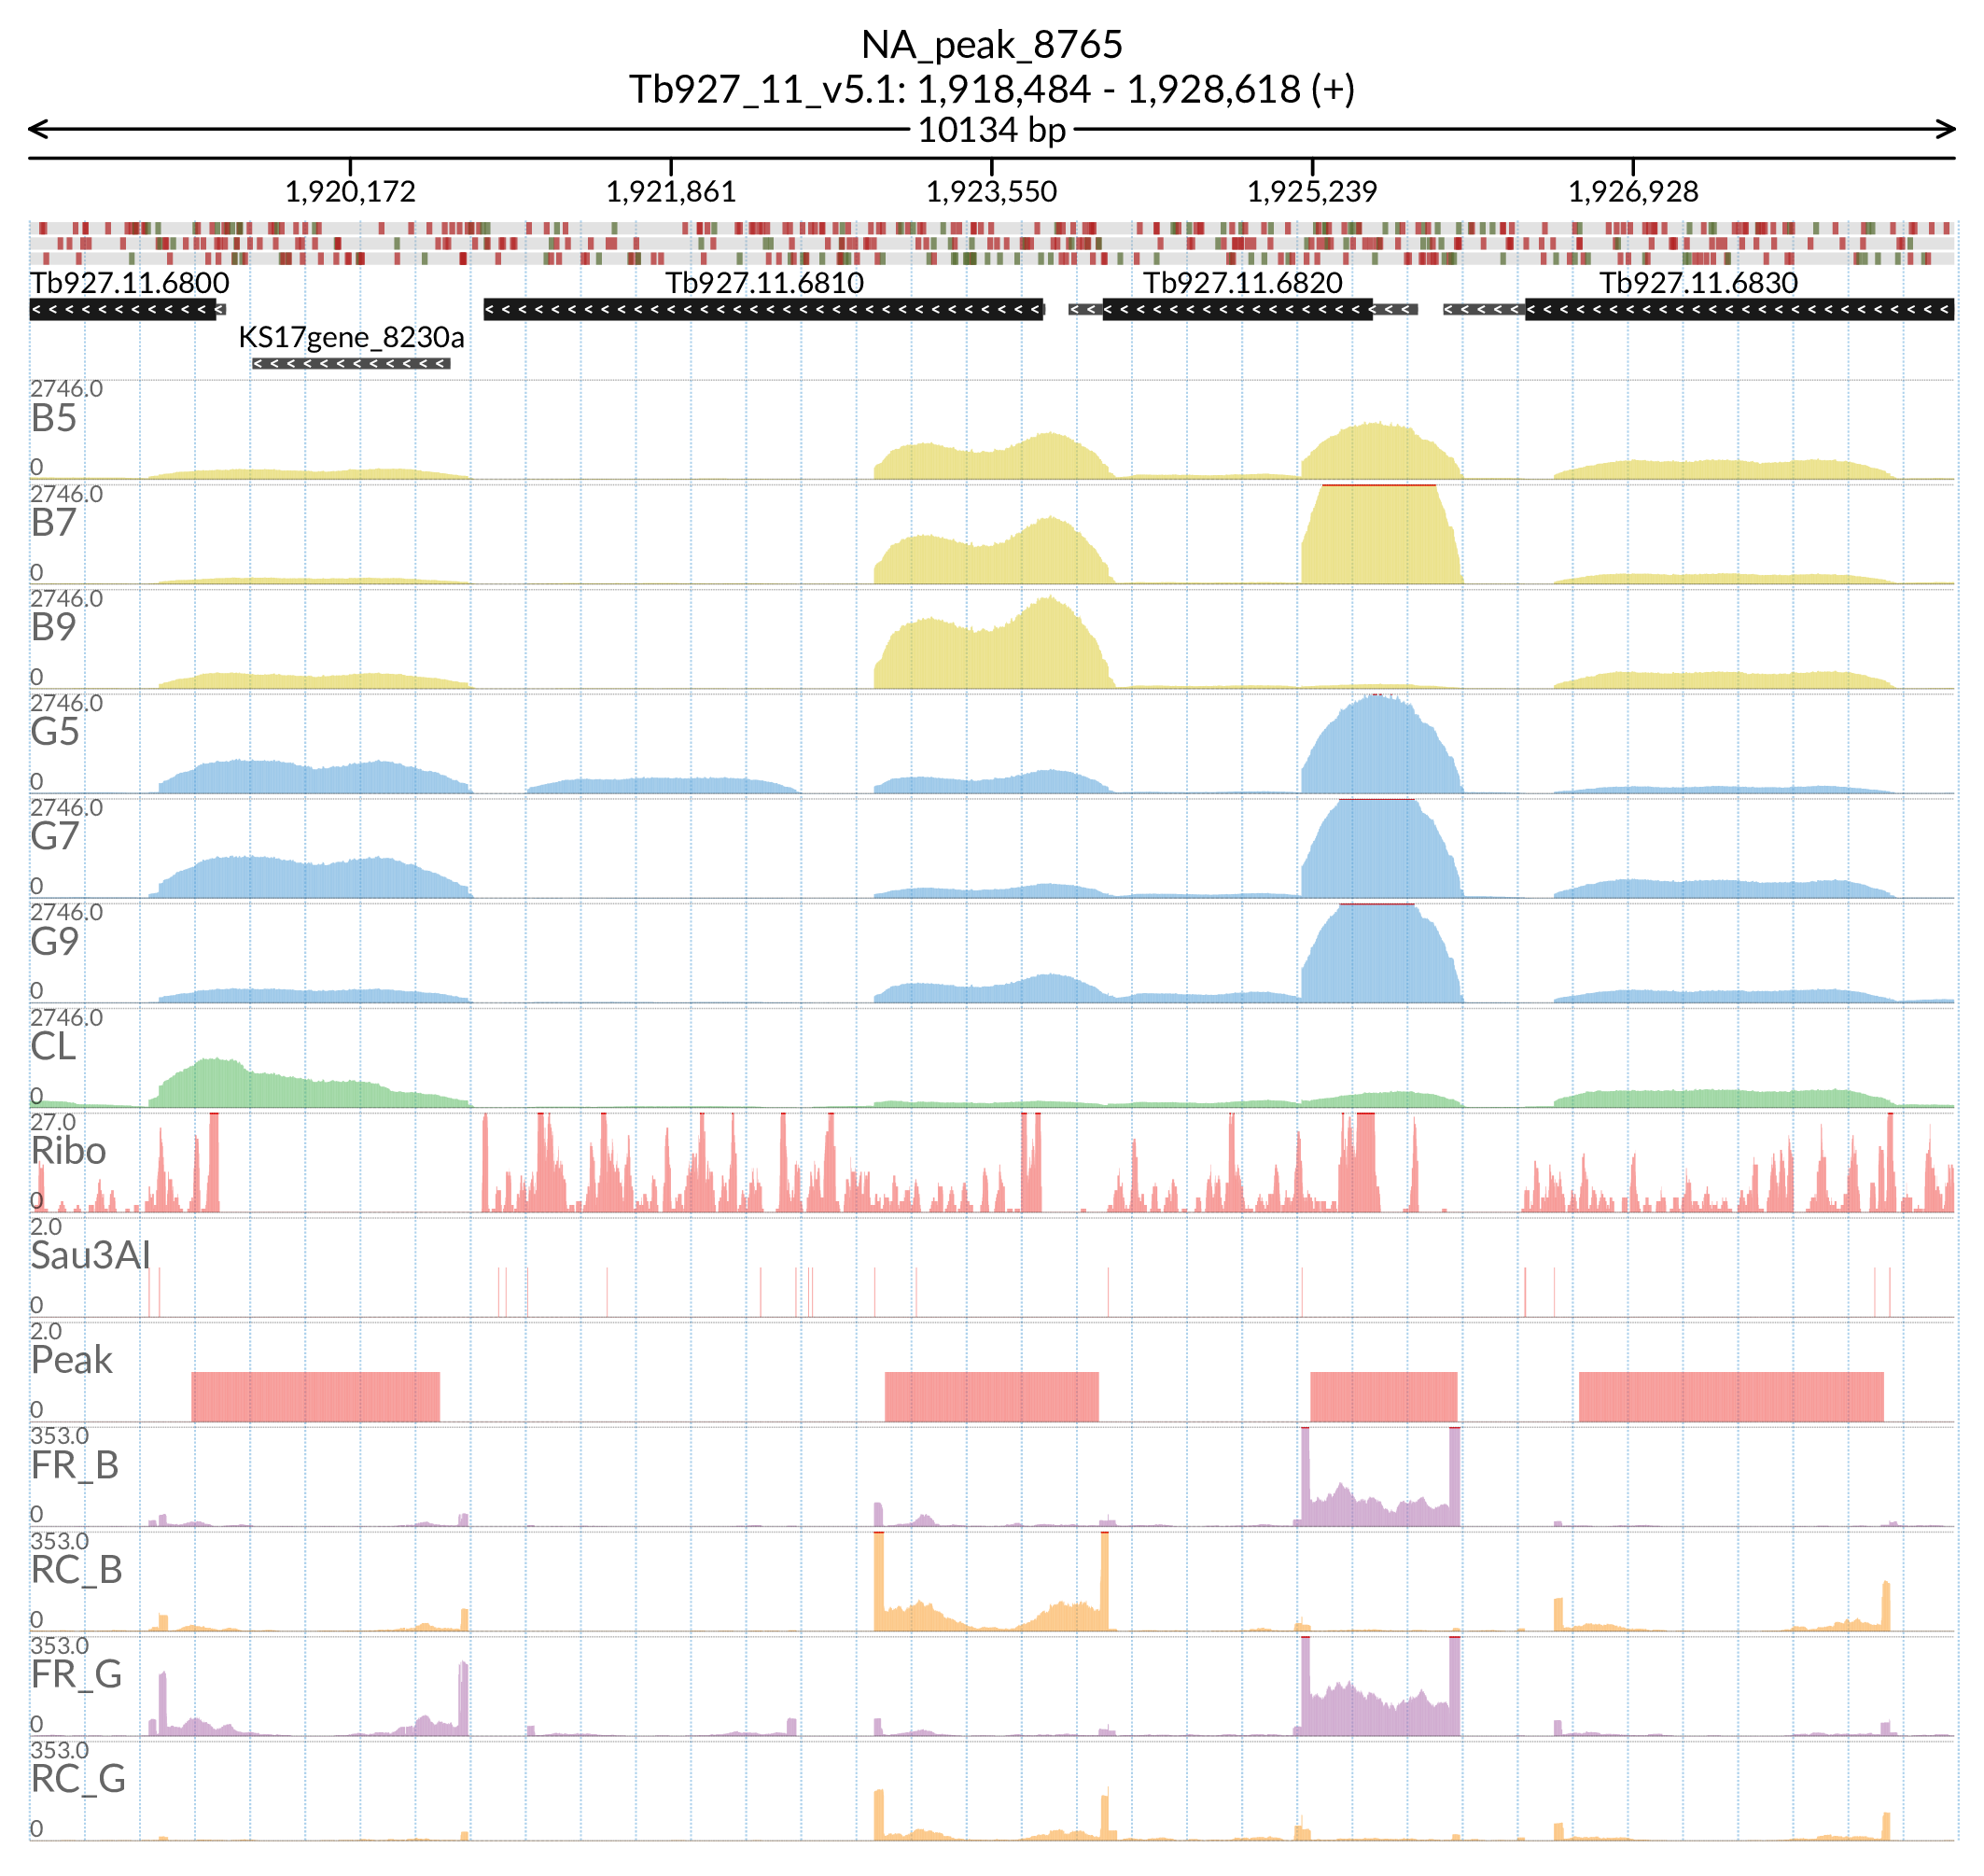 NA_peak_8765
Tb927_11_v5.1: 1,918,484 - 1,928,618 (+)
10134 bp
1,920,172 1,921,861 1,923,550 1,925,239 1,926,928
Tb927.11.6800 Tb927.11.6810 Tb927.11.6820 Tb927.11.6830
KS17gene_8230a
2746.0
B5
0
2746.0
B7
0
2746.0
B9
0
2746.0
G5
0
2746.0
G7
0
2746.0
G9
0
2746.0
CL
0
27.0
Ribo
0
2.0
Sau3AI
0
2.0
Peak
0
353.0
FR_B
0
353.0
RC_B
0
353.0
FR_G
0
353.0
RC_G
0